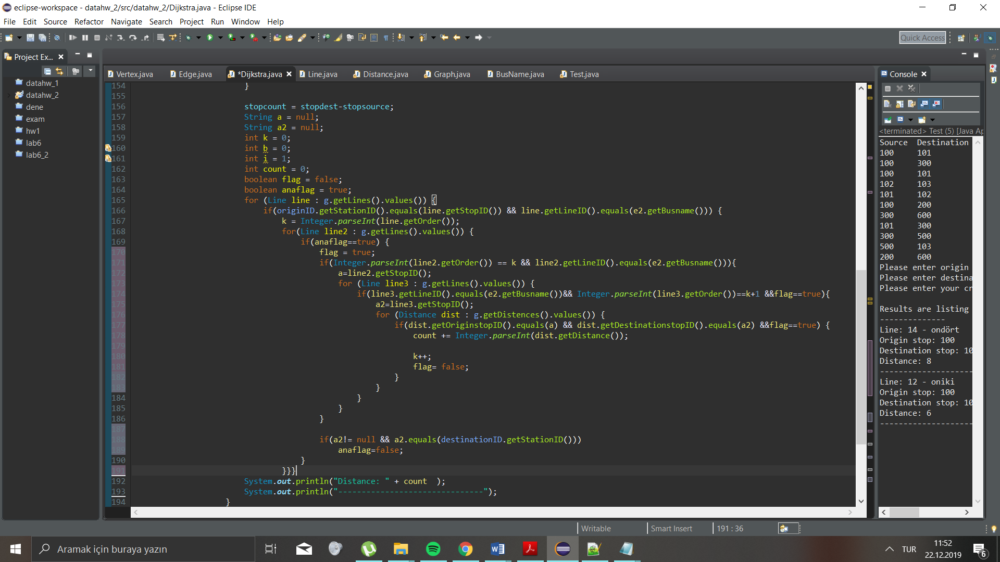 eclipse-workspace - datahw_2/src/datahw_2/Dijkstra.java - Eclipse IDE
File Edit Source Refactor Navigate Search Project Run Window Help
Quick Access
Project Ex...
datahw_1
datahw_2
dene
exam
hw1
lab6
lab6_2
Vertex.java Edge.java *Dijkstra.java Line.java Distance.java Graph.java BusName.java Test.java
154 }
155
156 stopcount = stopdest-stopsource;
157 String a = null;
158 String a2 = null;
159 int k = 0;
160 int b = 0;
161 int i = 1;
162 int count = 0;
163 boolean flag = false;
164 boolean anaflag = true;
165 for (Line line : g.getLines().values()) {
166 if(originID.getStationID().equals(line.getStopID()) && line.getLineID().equals(e2.getBusname())) {
167 k = Integer.parseInt(line.getOrder());
168 for(Line line2 : g.getLines().values()) {
169 if(anaflag==true) {
170 flag = true;
171 if(Integer.parseInt(line2.getOrder()) == k && line2.getLineID().equals(e2.getBusname())){
172 a=line2.getStopID();
173 for (Line line3 : g.getLines().values()) {
174 if(line3.getLineID().equals(e2.getBusname())&& Integer.parseInt(line3.getOrder())==k+1 &&flag==true){
175 a2=line3.getStopID();
176 for (Distance dist : g.getDistences().values()) {
177 if(dist.getOriginstopID().equals(a) && dist.getDestinationstopID().equals(a2) &&flag==true) {
178 count += Integer.parseInt(dist.getDistance());
179
180 k++;
181 flag= false;
182 }
183 }
184 }
185 }
186 }
187
188 if(a2!= null && a2.equals(destinationID.getStationID()))
189 anaflag=false;
190 }
191 }}}
192 System.out.println("Distance: " + count );
193 System.out.println("-------------------------------");
194 }
Console
<terminated> Test (5) [Java Ap
Source Destination
100 101
100 300
100 101
102 103
101 102
100 200
300 600
101 300
300 500
500 103
200 600
Please enter origin
Please enter destina
Please enter your cr
Results are listing
--------------
Line: 14 - ondört
Origin stop: 100
Destination stop: 10
Distance: 8
--------------------
Line: 12 - oniki
Origin stop: 100
Destination stop: 10
Distance: 6
--------------------
Writable Smart Insert 191 : 36
Aramak için buraya yazın
TUR
11:52
22.12.2019
6